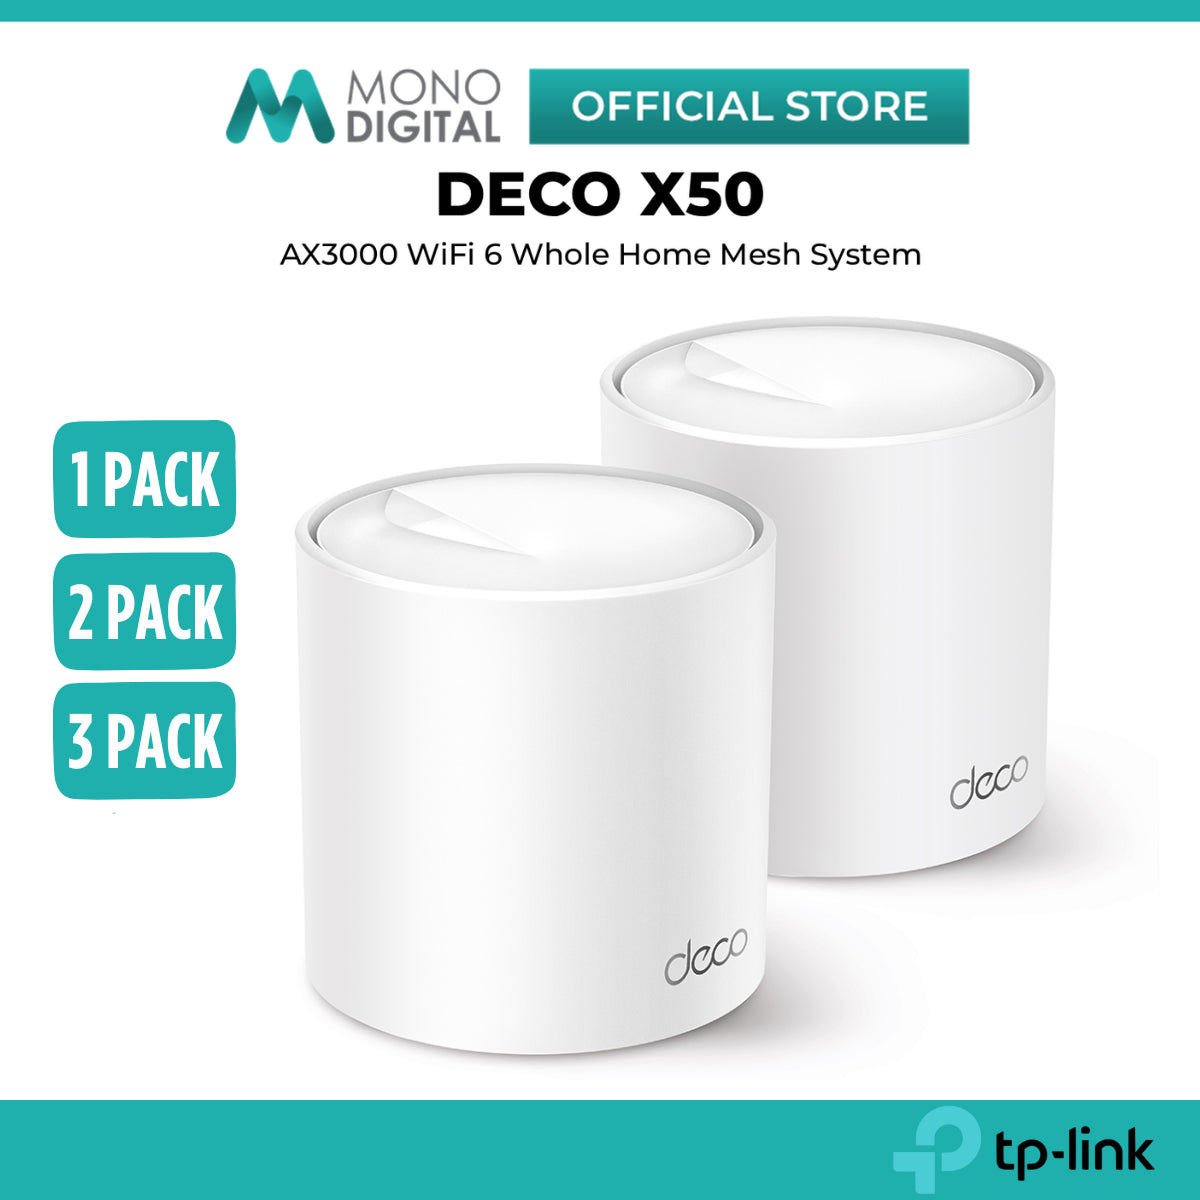 MONO
DIGITAL
OFFICIAL STORE
DECO X50
AX3000 WiFi 6 Whole Home Mesh System
1 PACK
2 PACK
3 PACK
deco
deco
tp-link